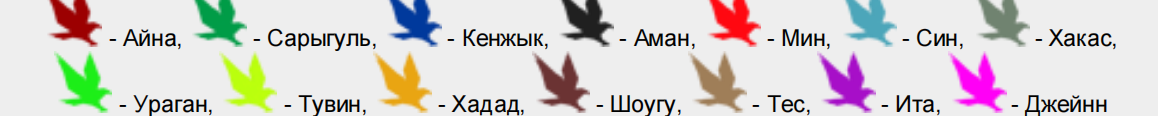 - Айна, - Сарыгуль, - Кенжык, - Аман, - Мин, - Син, - Хакас,
- Ураган, - Тувин, - Хадад, - Шоугу, - Тес, - Ита, - Джейнн